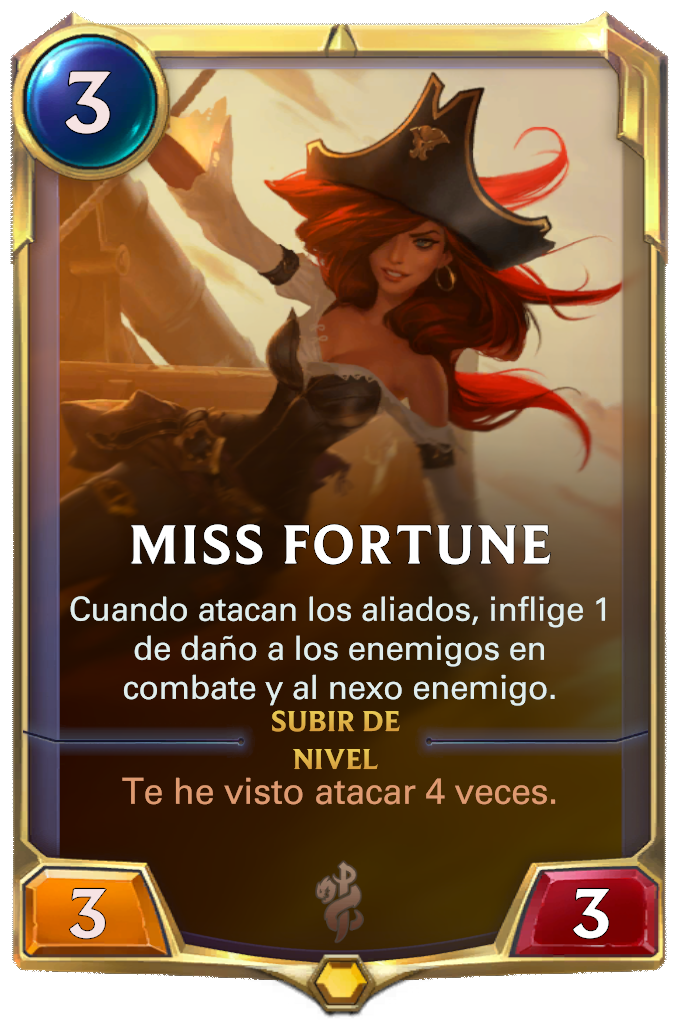 3
MISS FORTUNE
Cuando atacan los aliados, inflige 1
de daño a los enemigos en
combate y al nexo enemigo.
SUBIR DE
NIVEL
Te he visto atacar 4 veces.
3
3